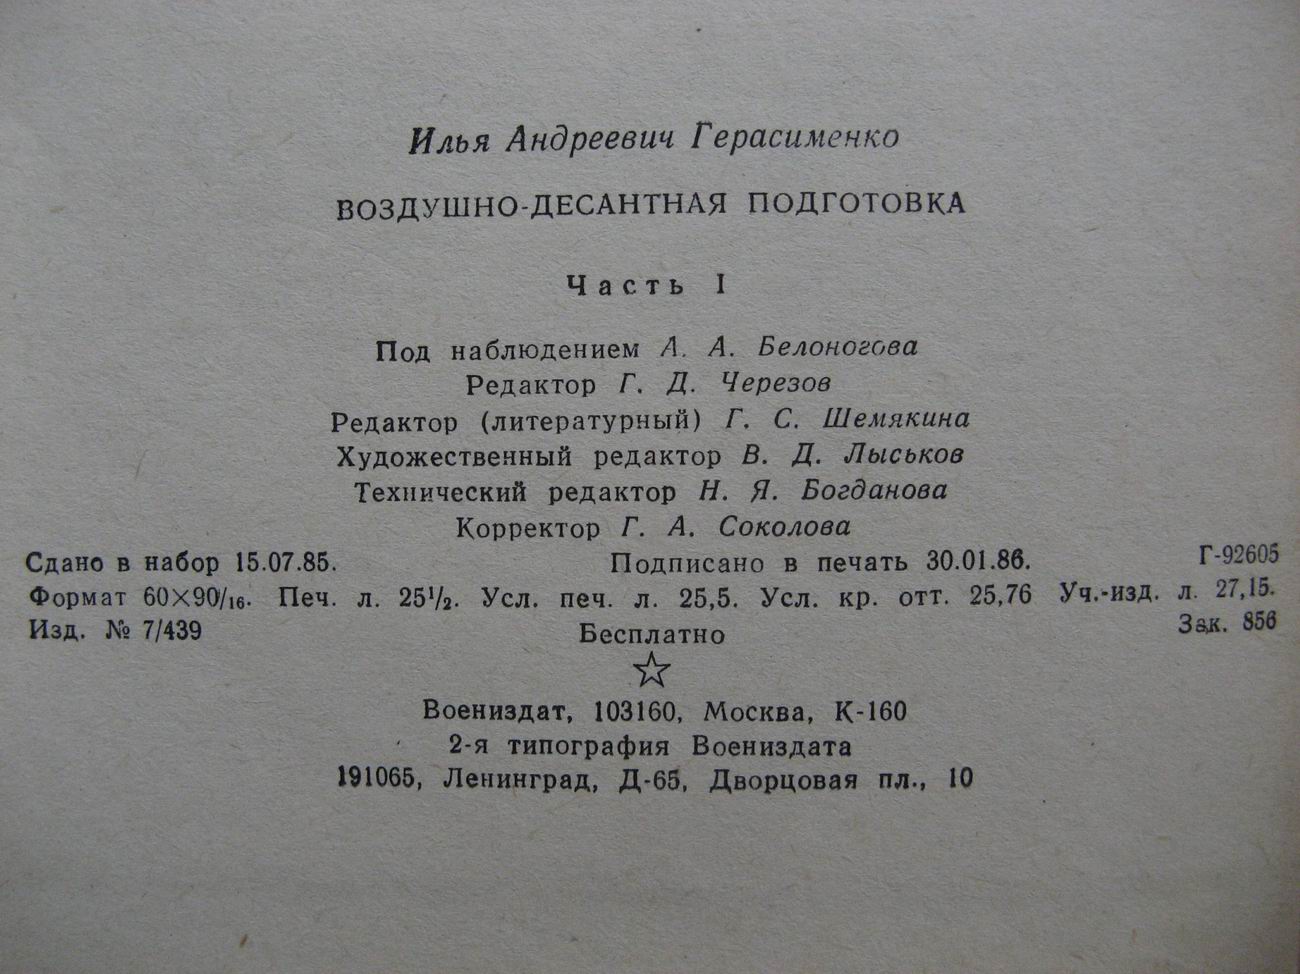 Илья Андреевич Герасименко
ВОЗДУШНО-ДЕСАНТНАЯ ПОДГОТОВКА
Часть I
Под наблюдением А. А. Белоногова
Редактор Г. Д. Черезов
Редактор (литературный) Г. С. Шемякина
Художественный редактор В. Д. Лыськов
Технический редактор Н. Я. Богданова
Корректор Г. А. Соколова
Сдано в набор 15.07.85. Подписано в печать 30.01.86. Г-92605
Формат 60×90/16. Печ. л. 251/2. Усл. печ. л. 25,5. Усл. кр. отт. 25,76 Уч.-изд. л. 27,15.
Изд. № 7/439 Бесплатно Зак. 856
Воениздат, 103160, Москва, К-160
2-я типография Воениздата
191065, Ленинград, Д-65, Дворцовая пл., 10